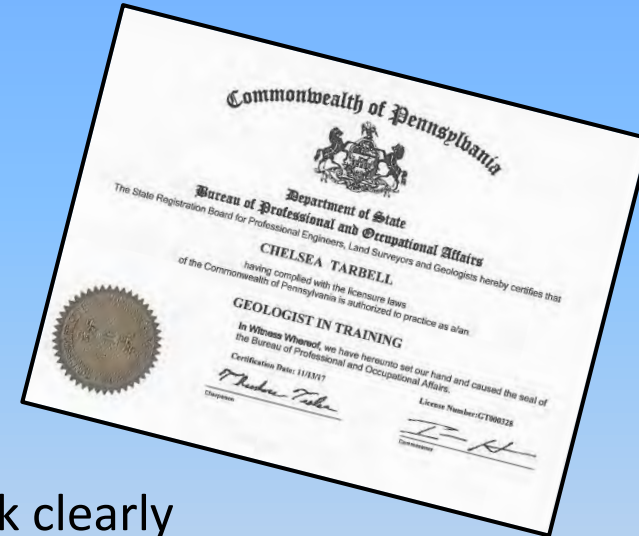 Commonwealth of Pennsylvania
Department of State
Bureau of Professional and Occupational Affairs
The State Registration Board for Professional Engineers, Land Surveyors and Geologists hereby certifies that
CHELSEA TARBELL
having complied with the licensure laws
of the Commonwealth of Pennsylvania is authorized to practice as a/an
GEOLOGIST IN TRAINING
In Witness Whereof, we have hereunto set our hand and caused the seal of
the Bureau of Professional and Occupational Affairs.
Certification Date: 11/13/17
License Number:GT000328
Chairperson
Commissioner
k clearly